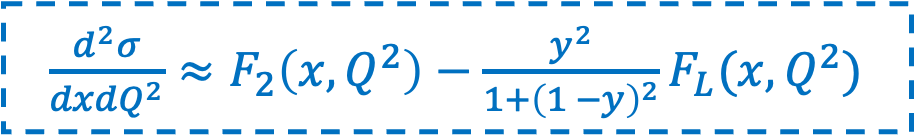 d²σ/dxdQ² ≈ F₂(x, Q²) − y²/1+(1 −y)² F_L(x, Q²)